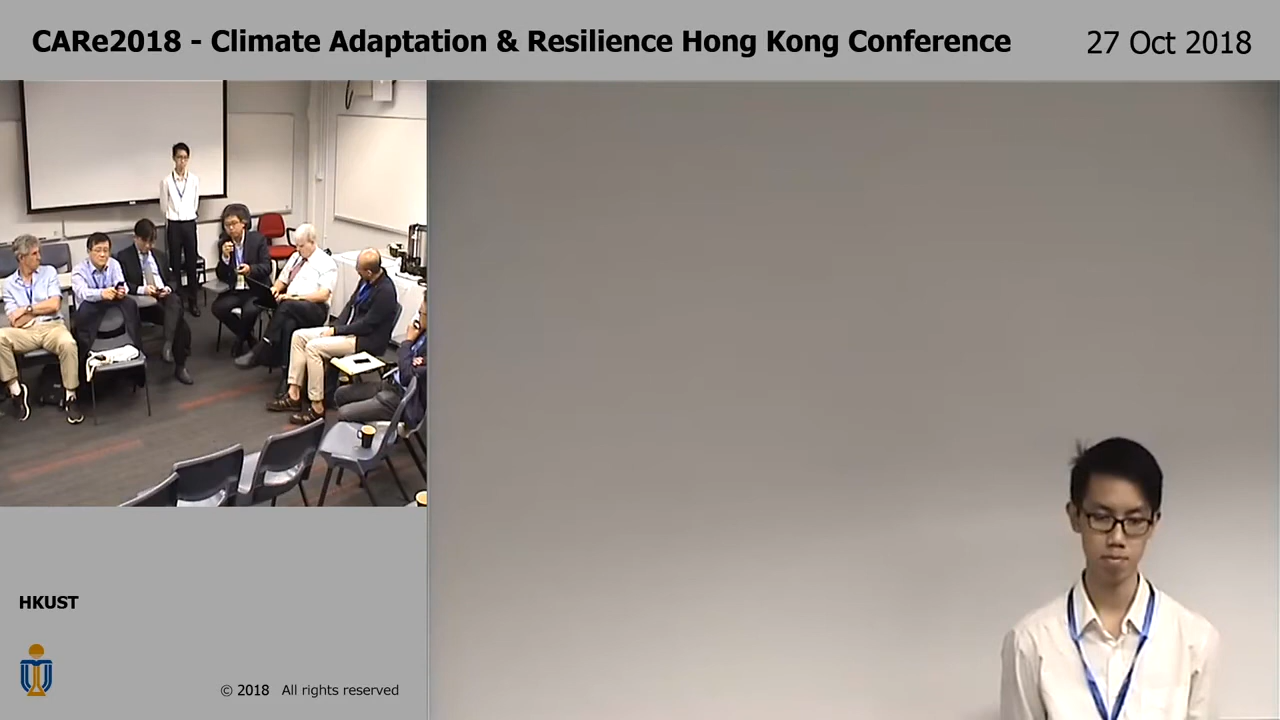 CARe2018 - Climate Adaptation & Resilience Hong Kong Conference
27 Oct 2018
HKUST
© 2018 All rights reserved